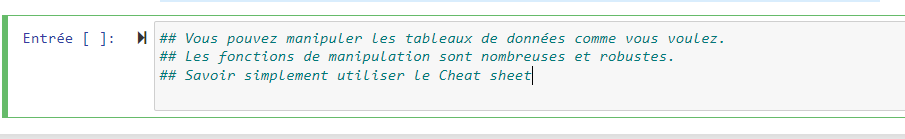 Entrée [ ]:
## Vous pouvez manipuler les tableaux de données comme vous voulez.
## Les fonctions de manipulation sont nombreuses et robustes.
## Savoir simplement utiliser le Cheat sheet